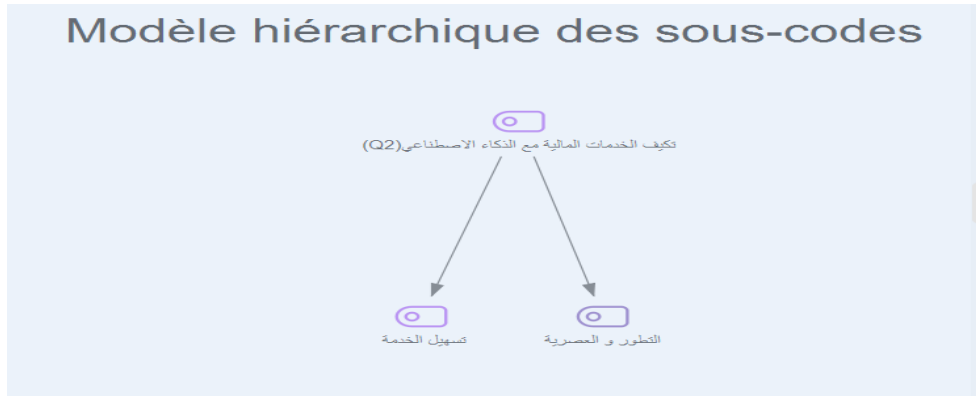 Modèle hiérarchique des sous-codes
تكيف الخدمات المالية مع الذكاء الاصطناعي(Q2)
تسهيل الخدمة
التطور و العصرية